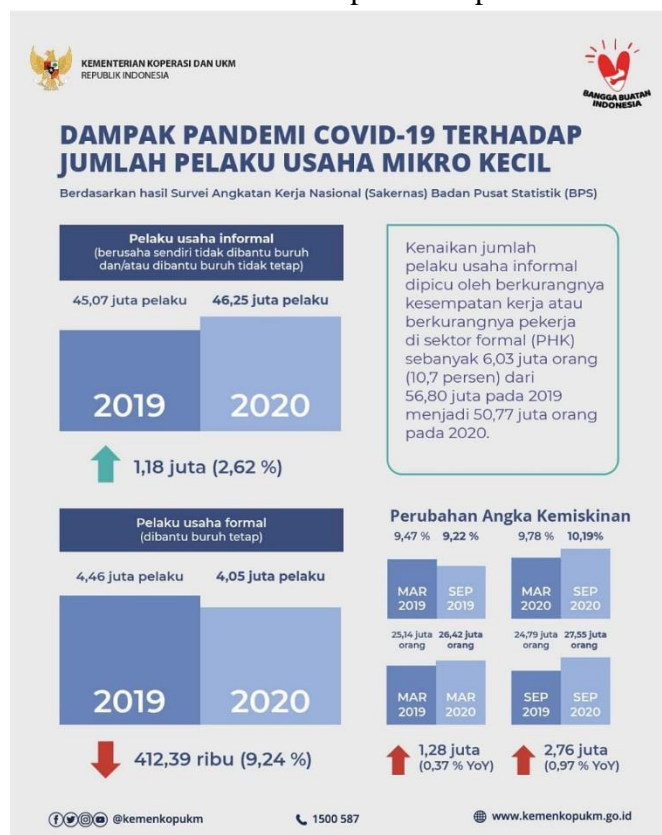 KEMENTERIAN KOPERASI DAN UKM
REPUBLIK INDONESIA
BANGGA BUATAN
INDONESIA
DAMPAK PANDEMI COVID-19 TERHADAP
JUMLAH PELAKU USAHA MIKRO KECIL
Berdasarkan hasil Survei Angkatan Kerja Nasional (Sakernas) Badan Pusat Statistik (BPS)
Pelaku usaha informal
(berusaha sendiri tidak dibantu buruh
dan/atau dibantu buruh tidak tetap)
45,07 juta pelaku 46,25 juta pelaku
2019 2020
1,18 juta (2,62 %)
Kenaikan jumlah
pelaku usaha informal
dipicu oleh berkurangnya
kesempatan kerja atau
berkurangnya pekerja
di sektor formal (PHK)
sebanyak 6,03 juta orang
(10,7 persen) dari
56,80 juta pada 2019
menjadi 50,77 juta orang
pada 2020.
Pelaku usaha formal
(dibantu buruh tetap)
4,46 juta pelaku 4,05 juta pelaku
2019 2020
412,39 ribu (9,24 %)
Perubahan Angka Kemiskinan
9,47 % 9,22 % 9,78 % 10,19%
MAR SEP MAR SEP
2019 2019 2020 2020
25,14 juta 26,42 juta 24,79 juta 27,55 juta
orang orang orang orang
MAR MAR SEP SEP
2019 2020 2019 2020
1,28 juta 2,76 juta
(0,37 % YoY) (0,97 % YoY)
@kemenkopukm 1500 587 www.kemenkopukm.go.id